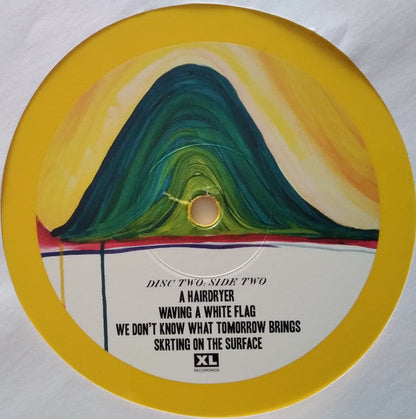 DISC TWO: SIDE TWO
A HAIRDRYER
WAVING A WHITE FLAG
WE DON'T KNOW WHAT TOMORROW BRINGS
SKRTING ON THE SURFACE
XL
RECORDINGS